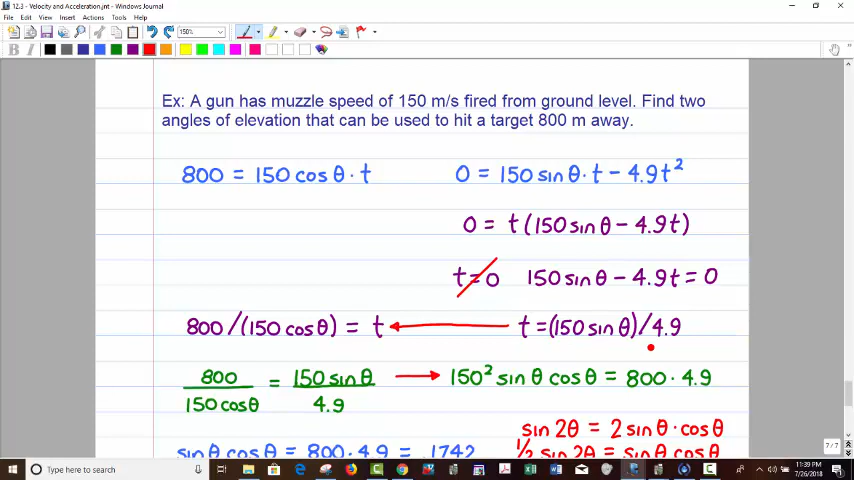 12.3 - Velocity and Acceleration.jnt - Windows Journal
File Edit View Insert Actions Tools Help
150%
B I
Ex: A gun has muzzle speed of 150 m/s fired from ground level. Find two
angles of elevation that can be used to hit a target 800 m away.
800 = 150 cos θ · t    0 = 150 sin θ · t − 4.9t²
0 = t(150 sin θ − 4.9t)
t = 0    150 sin θ − 4.9t = 0
800/(150 cos θ) = t    t = (150 sin θ)/4.9
800/150 cos θ = 150 sin θ/4.9    150² sin θ cos θ = 800 · 4.9
sin 2θ = 2 sin θ · cos θ
sin θ cos θ = 800 · 4.9 = .1742    1/2 sin 2θ = sin θ cos θ
7 / 7
Type here to search
11:39 PM
7/26/2018